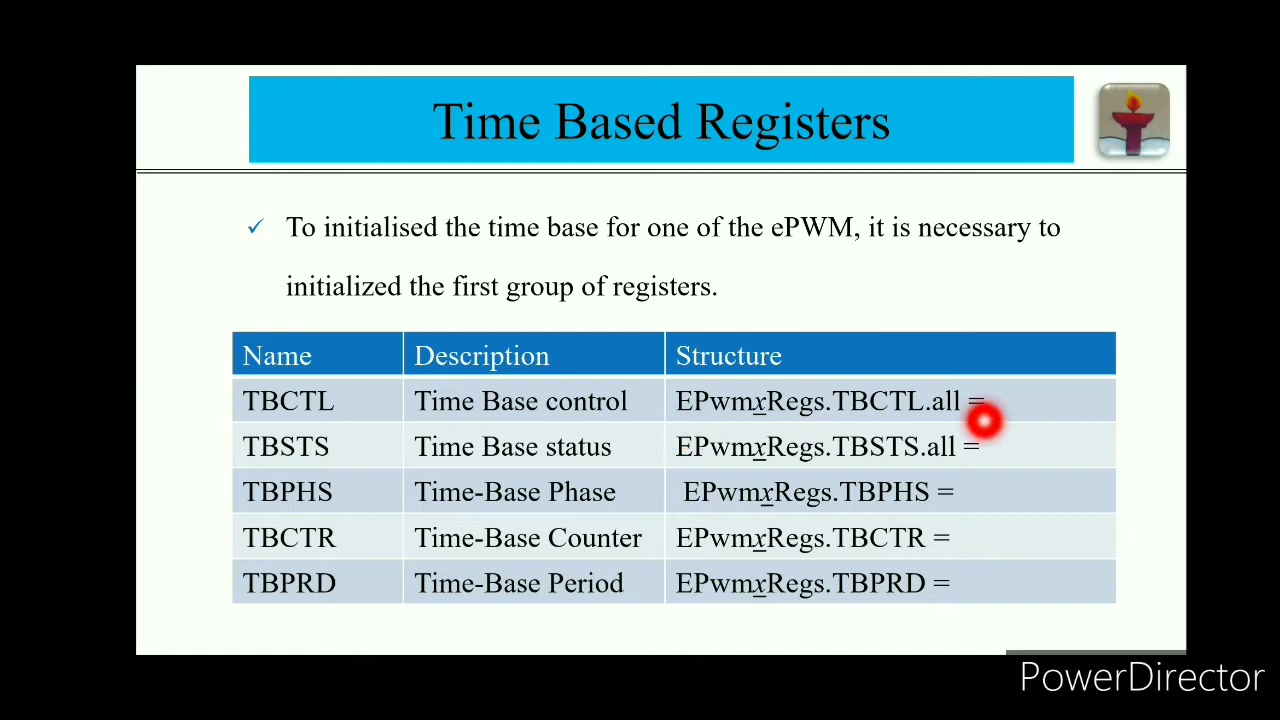 Time Based Registers
✓ To initialised the time base for one of the ePWM, it is necessary to
initialized the first group of registers.
Name Description Structure
TBCTL Time Base control EPwmxRegs.TBCTL.all =
TBSTS Time Base status EPwmxRegs.TBSTS.all =
TBPHS Time-Base Phase EPwmxRegs.TBPHS =
TBCTR Time-Base Counter EPwmxRegs.TBCTR =
TBPRD Time-Base Period EPwmxRegs.TBPRD =
PowerDirector